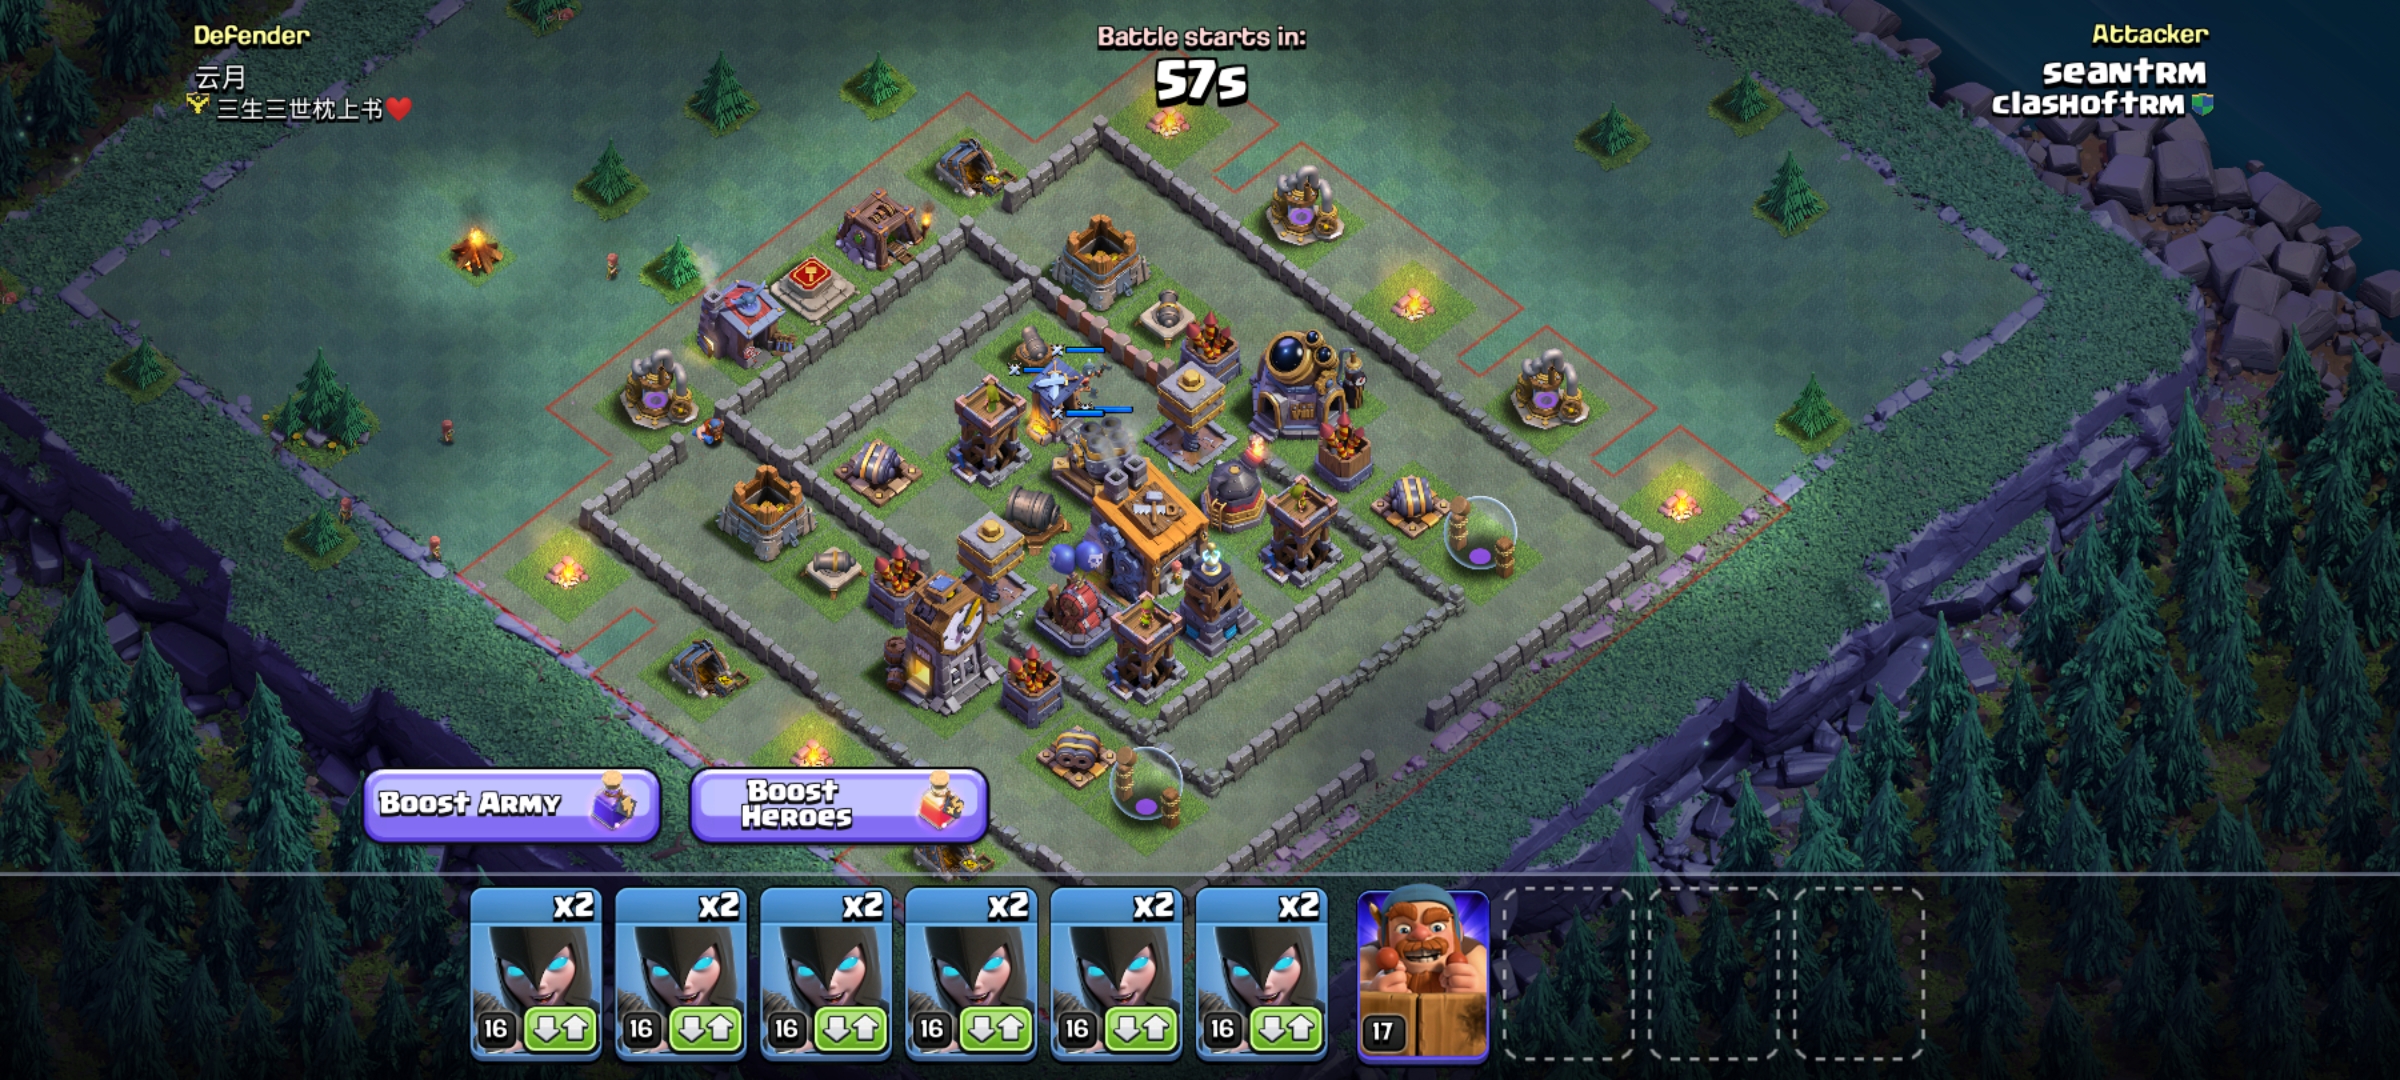 Defender
云月
三生三世枕上书❤️
Battle starts in:
57s
Attacker
seantRM
clashoftRM
Boost Army
Boost
Heroes
x2
x2
x2
x2
x2
x2
16
16
16
16
16
16
17